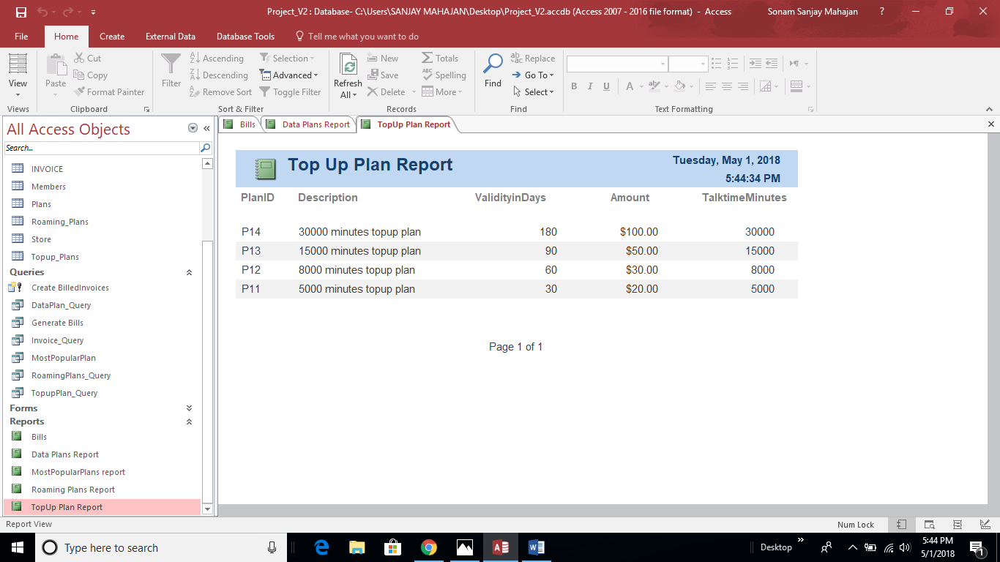 Project_V2 : Database- C:\Users\SANJAY MAHAJAN\Desktop\Project_V2.accdb (Access 2007 - 2016 file format) - Access Sonam Sanjay Mahajan ?
File Home Create External Data Database Tools Tell me what you want to do
View
Views
Paste
Cut
Copy
Format Painter
Clipboard
Filter
Ascending
Descending
Remove Sort
Selection
Advanced
Toggle Filter
Sort & Filter
Refresh
All
New
Save
Delete
Totals
Spelling
More
Records
Find
Replace
Go To
Select
Find
B I U A
Text Formatting
All Access Objects
Search...
INVOICE
Members
Plans
Roaming_Plans
Store
Topup_Plans
Queries
Create BilledInvoices
DataPlan_Query
Generate Bills
Invoice_Query
MostPopularPlan
RoamingPlans_Query
TopupPlan_Query
Forms
Reports
Bills
Data Plans Report
MostPopularPlans report
Roaming Plans Report
TopUp Plan Report
Bills Data Plans Report TopUp Plan Report
Top Up Plan Report
Tuesday, May 1, 2018
5:44:34 PM
PlanID Description ValidityinDays Amount TalktimeMinutes
P14 30000 minutes topup plan 180 $100.00 30000
P13 15000 minutes topup plan 90 $50.00 15000
P12 8000 minutes topup plan 60 $30.00 8000
P11 5000 minutes topup plan 30 $20.00 5000
Page 1 of 1
Report View Num Lock
Type here to search
Desktop
5:44 PM
5/1/2018
1